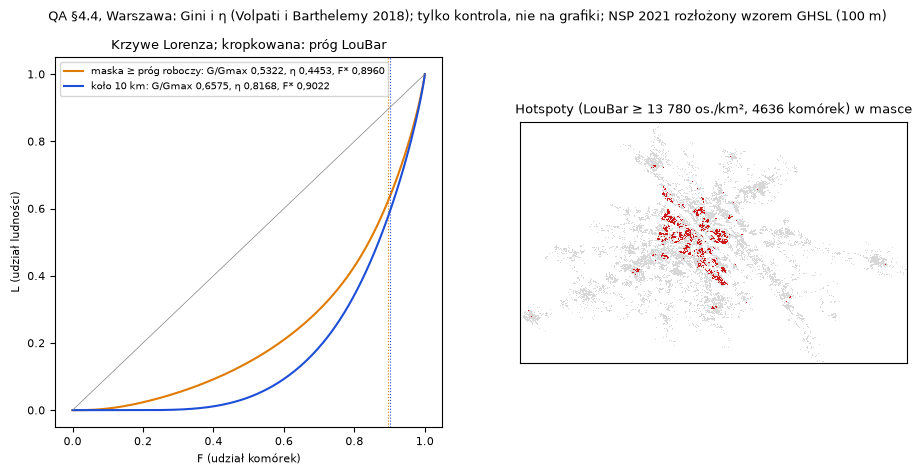 QA §4.4, Warszawa: Gini i η (Volpati i Barthelemy 2018); tylko kontrola, nie na grafiki; NSP 2021 rozłożony wzorem GHSL (100 m)
Krzywe Lorenza; kropkowana: próg LouBar
maska ≥ próg roboczy: G/Gmax 0,5322, η 0,4453, F* 0,8960
koło 10 km: G/Gmax 0,6575, η 0,8168, F* 0,9022
1.0
0.8
0.6
0.4
0.2
0.0
L (udział ludności)
0.0 0.2 0.4 0.6 0.8 1.0
F (udział komórek)
Hotspoty (LouBar ≥ 13 780 os./km², 4636 komórek) w masce